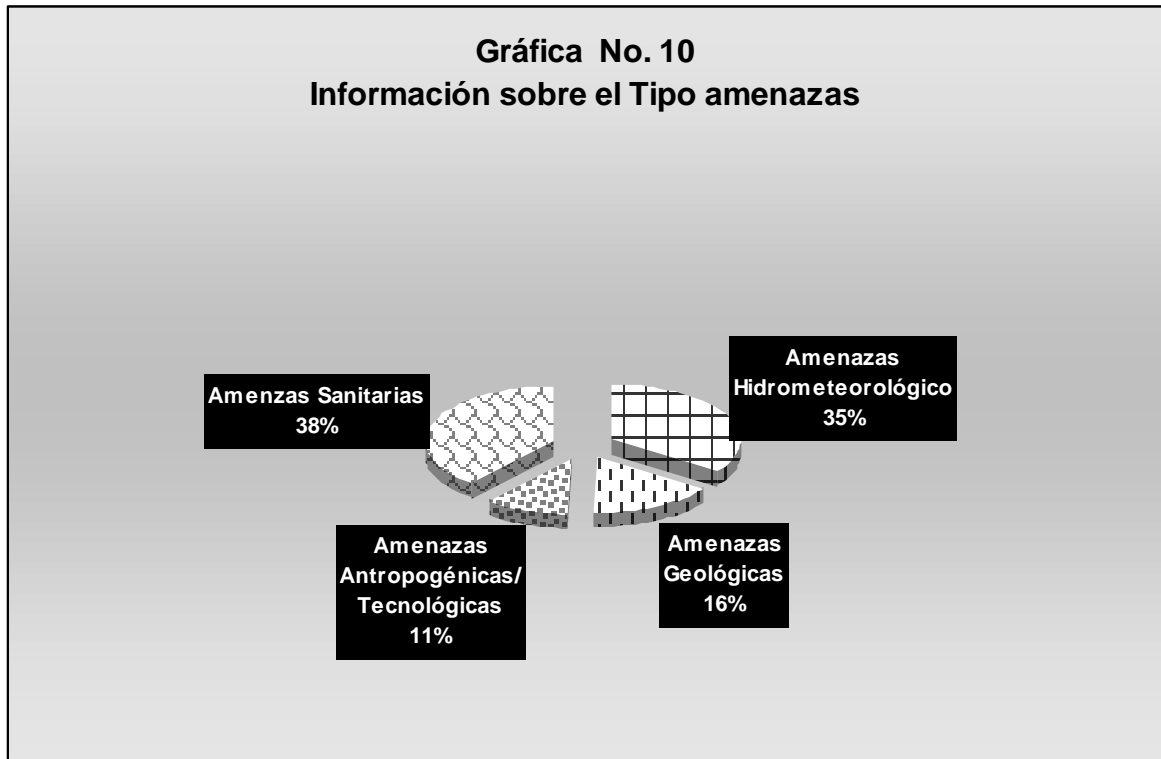 Gráfica No. 10
Información sobre el Tipo amenazas
Amenazas
Hidrometeorológico
35%
Amenzas Sanitarias
38%
Amenazas
Antropogénicas/
Tecnológicas
11%
Amenazas
Geológicas
16%